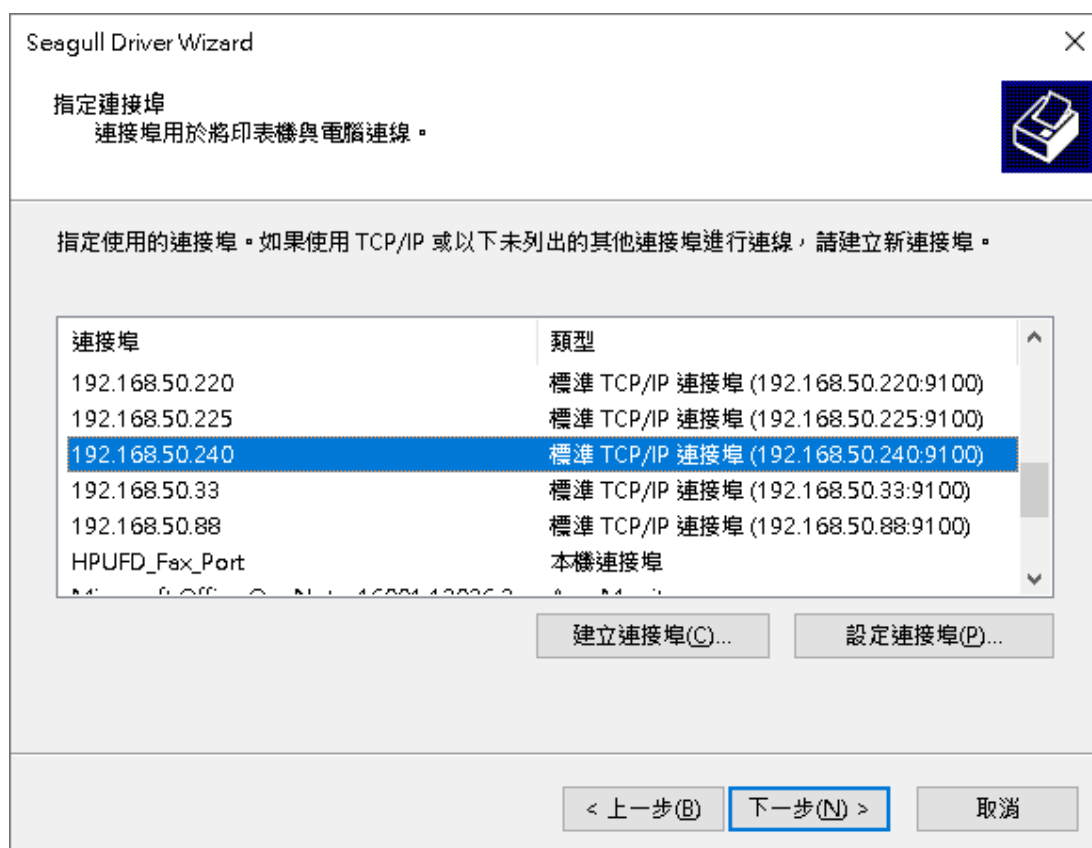 Seagull Driver Wizard
指定連接埠
連接埠用於將印表機與電腦連線。
指定使用的連接埠。如果使用 TCP/IP 或以下未列出的其他連接埠進行連線，請建立新連接埠。
連接埠 類型
192.168.50.220 標準 TCP/IP 連接埠 (192.168.50.220:9100)
192.168.50.225 標準 TCP/IP 連接埠 (192.168.50.225:9100)
192.168.50.240 標準 TCP/IP 連接埠 (192.168.50.240:9100)
192.168.50.33 標準 TCP/IP 連接埠 (192.168.50.33:9100)
192.168.50.88 標準 TCP/IP 連接埠 (192.168.50.88:9100)
HPUFD_Fax_Port 本機連接埠
建立連接埠(C)... 設定連接埠(P)...
< 上一步(B) 下一步(N) > 取消